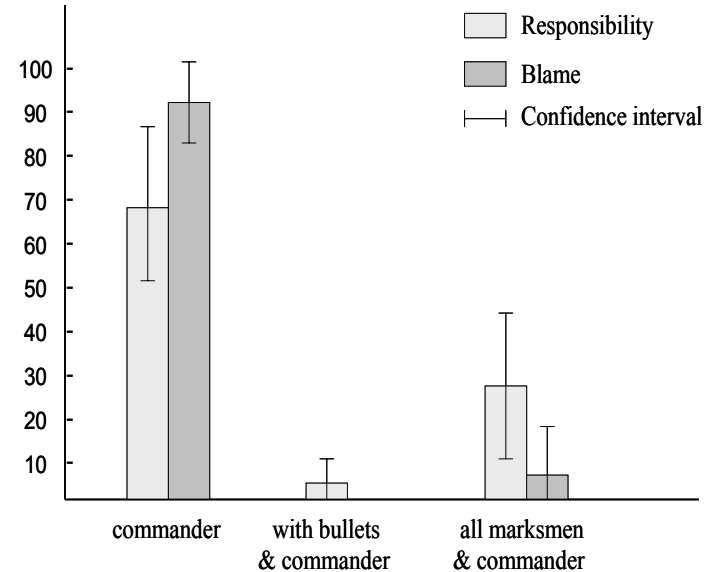 Responsibility
Blame
Confidence interval
100
90
80
70
60
50
40
30
20
10
commander
with bullets
& commander
all marksmen
& commander